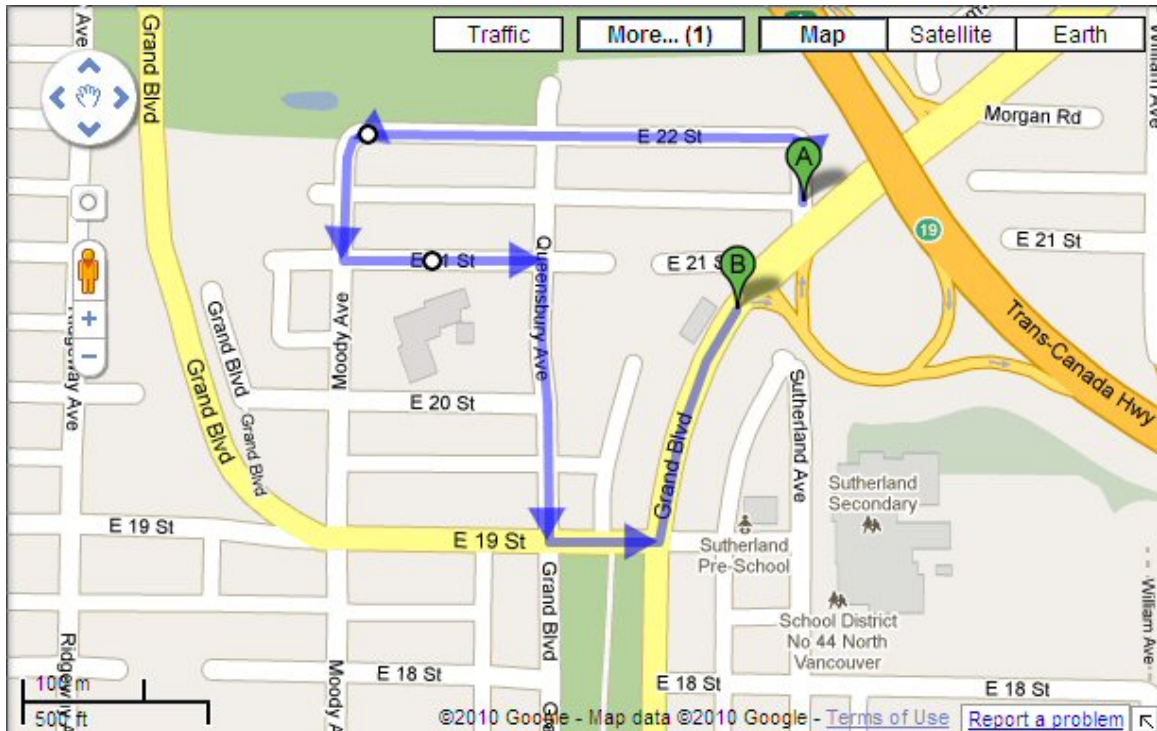 Traffic
More... (1)
Map
Satellite
Earth
Ave
Grand Blvd
William Ave
Morgan Rd
E 22 St
A
19
E 21 St
Queensbury Ave
E 21 St
B
Trans-Canada Hwy
Moody Ave
Grand Blvd
Ridgeway Ave
Grand Blvd
Grand Blvd
E 20 St
Grand Blvd
Sutherland Ave
Sutherland
Secondary
E 19 St
E 19 St
Sutherland
Pre-School
Grand Blvd
William Ave
School District
No 44 North
Vancouver
Moody A
E 18 St
E 18 St
E 18 St
100 m
500 ft
©2010 Google - Map data ©2010 Google - Terms of Use
Report a problem